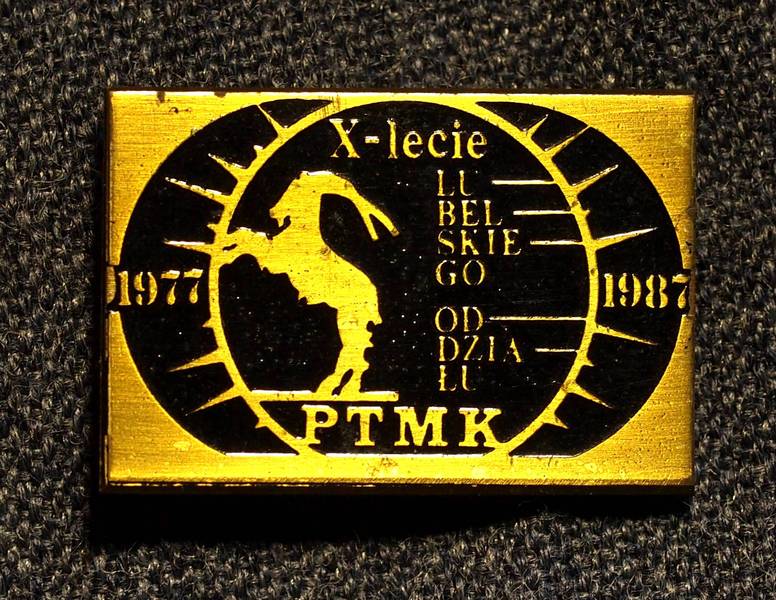 X-lecie
LU
BEL
SKIE
GO
OD
DZIA
ŁU
1977
1987
PTMK